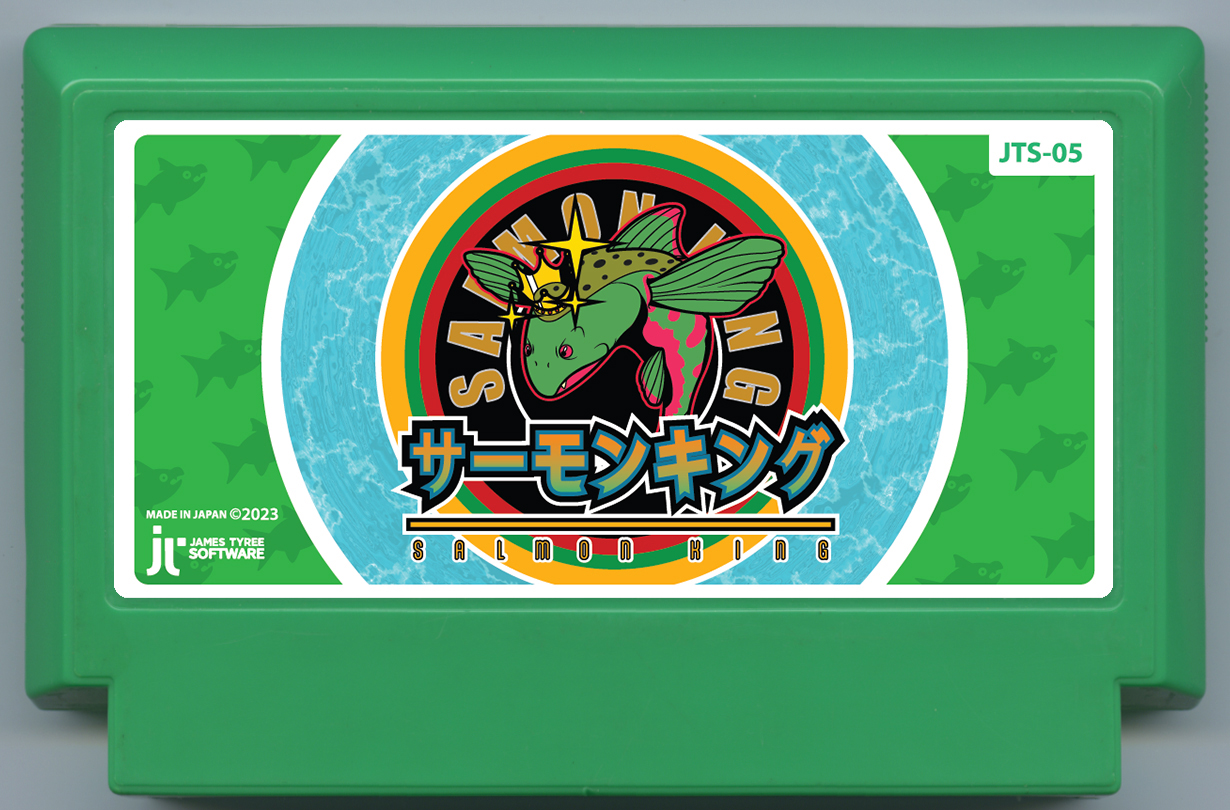 JTS-05
SALMON KING
サーモンキング
SALMON KING
MADE IN JAPAN ©2023
jt JAMES TYREE
SOFTWARE